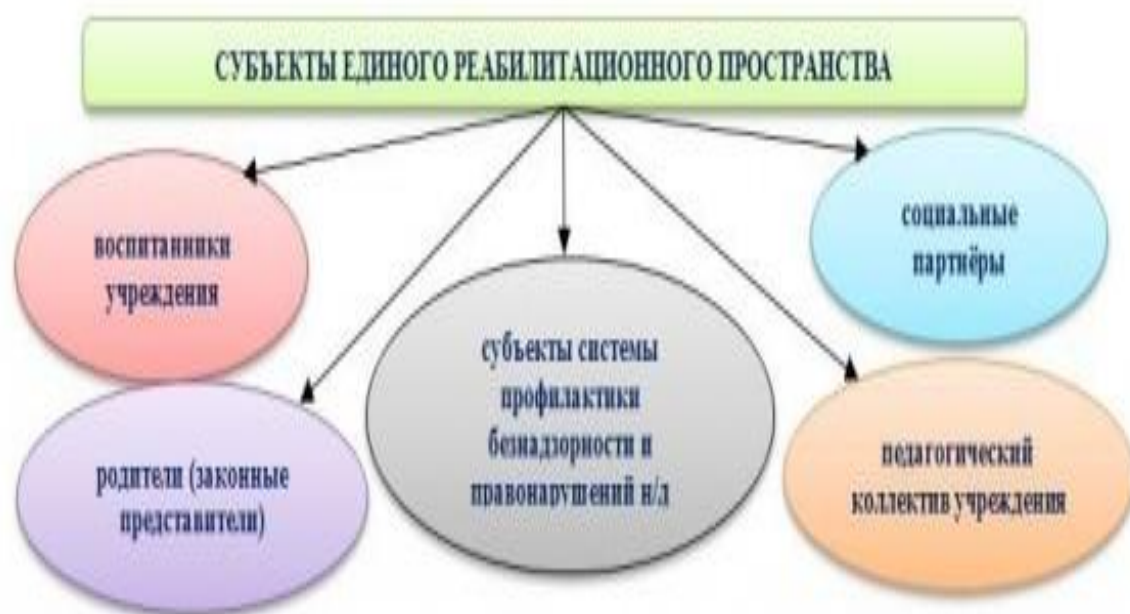 СУБЪЕКТЫ ЕДИНОГО РЕАБИЛИТАЦИОННОГО ПРОСТРАНСТВА
воспитанники
учреждения
социальные
партнёры
субъекты системы
профилактики
безнадзорности и
правонарушений н/л
родители (законные
представители)
педагогический
коллектив учреждения